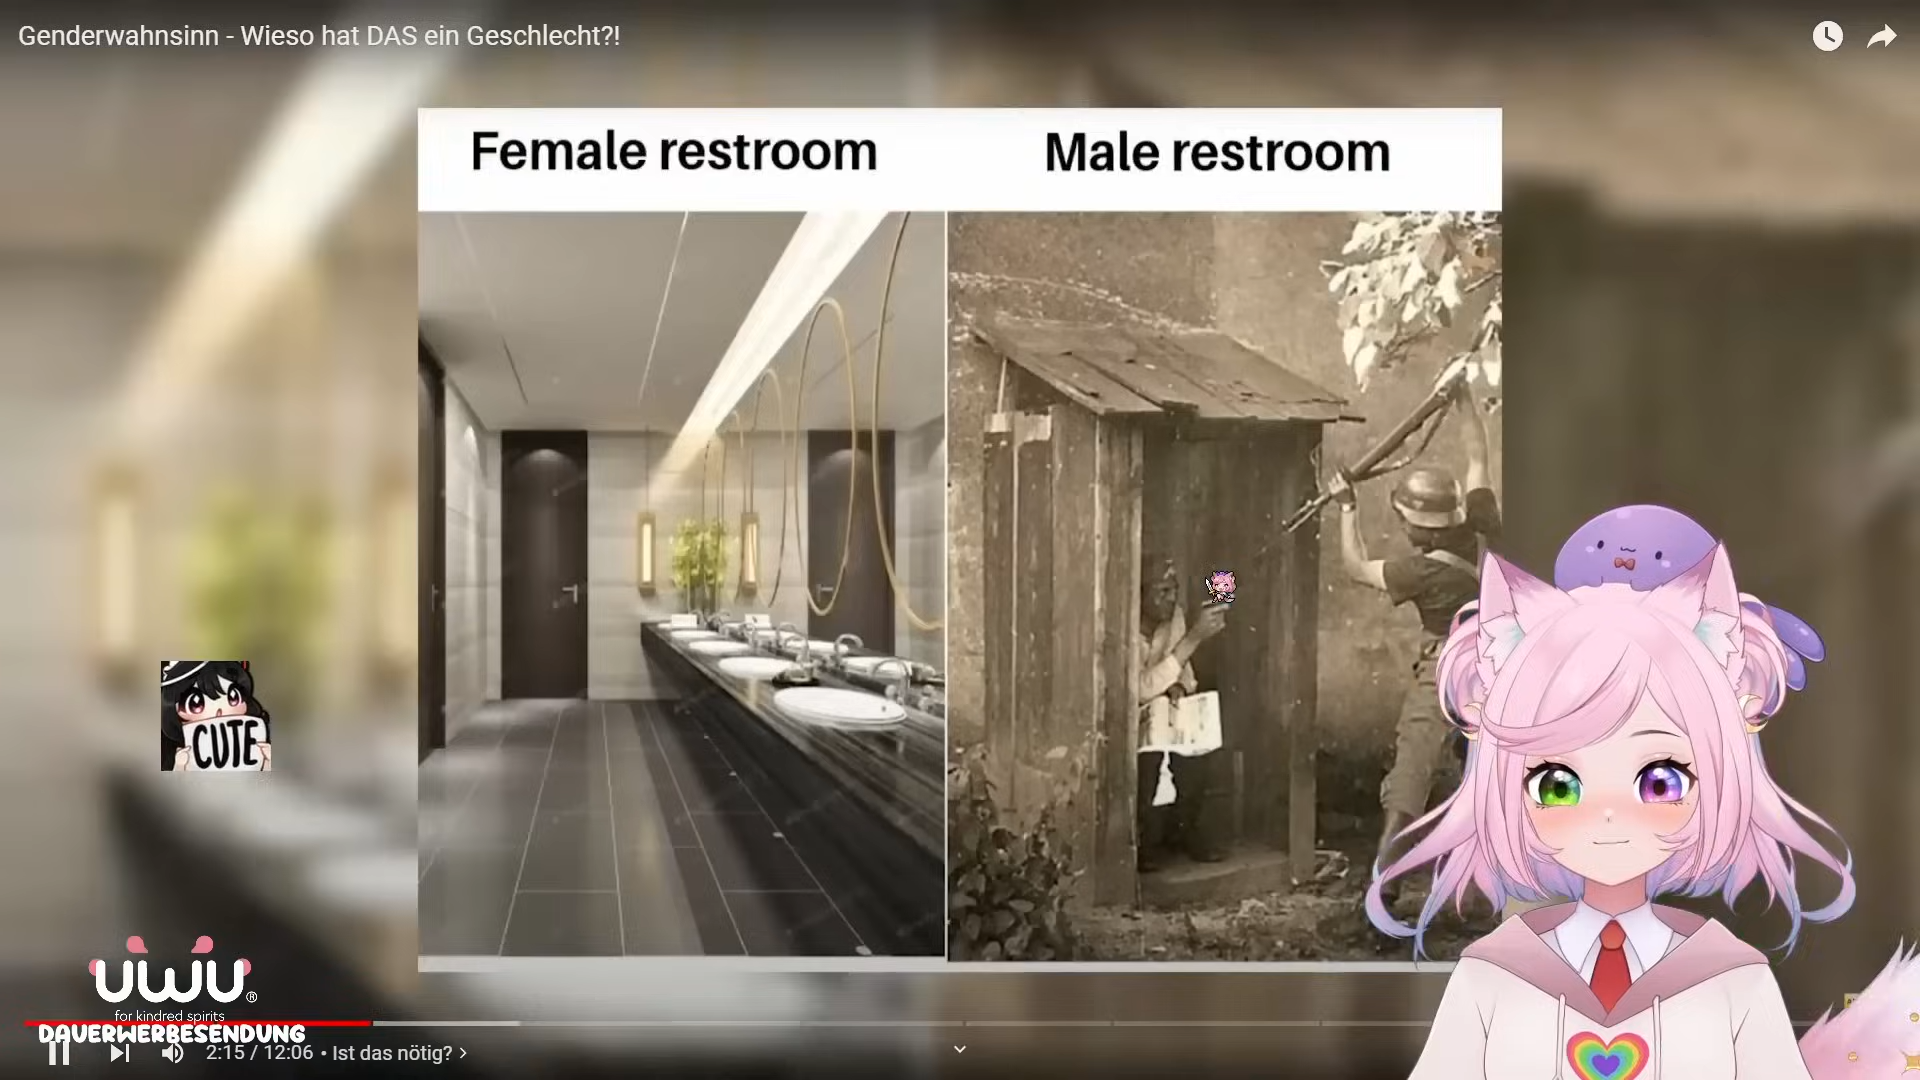 Genderwahnsinn - Wieso hat DAS ein Geschlecht?!
Female restroom
Male restroom
CUTE
UWU®
for kindred spirits
DAUERWERBESENDUNG
2:15 / 12:06 • Ist das nötig? >